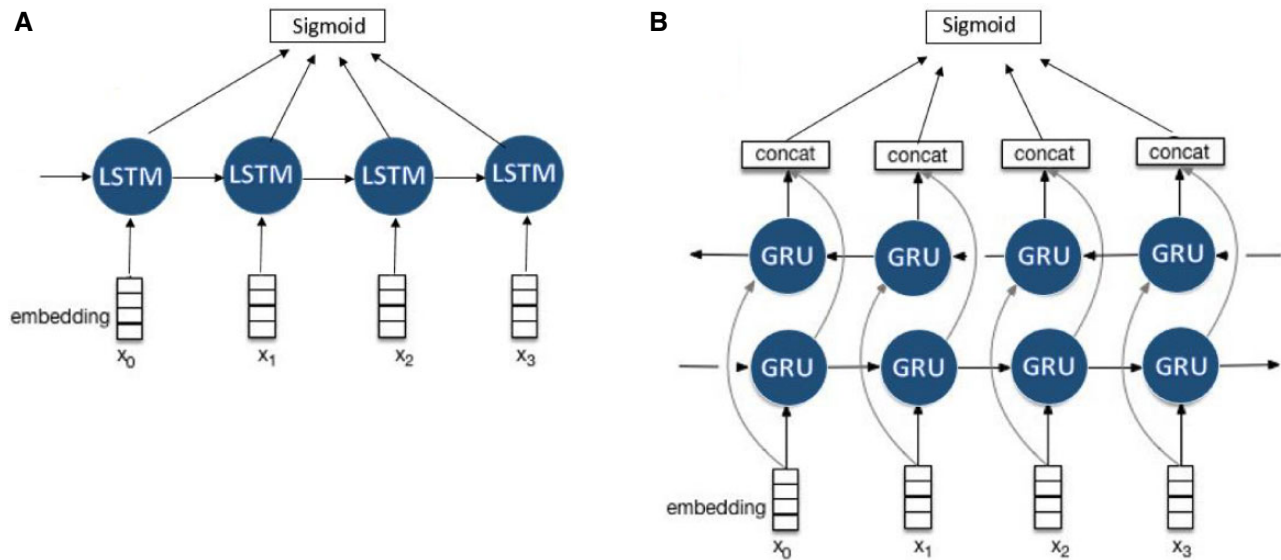 A
Sigmoid
LSTM LSTM LSTM LSTM
embedding
x0 x1 x2 x3
B
Sigmoid
concat concat concat concat
GRU GRU GRU GRU
GRU GRU GRU GRU
embedding
x0 x1 x2 x3